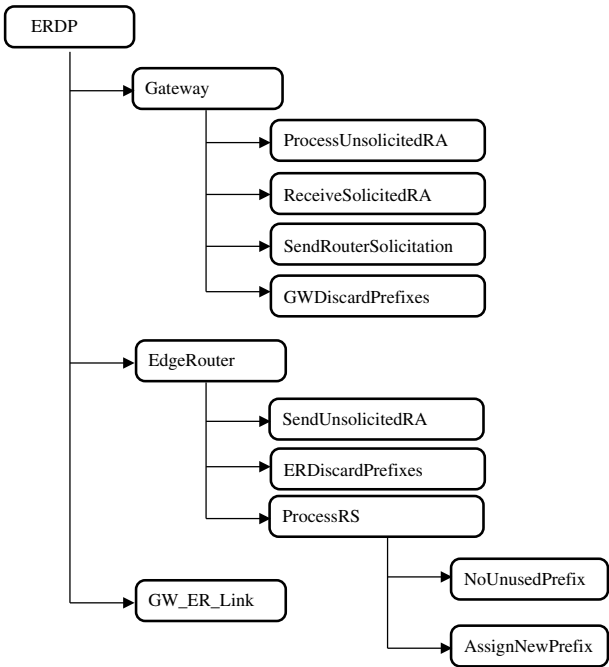 ERDP
Gateway
ProcessUnsolicitedRA
ReceiveSolicitedRA
SendRouterSolicitation
GWDiscardPrefixes
EdgeRouter
SendUnsolicitedRA
ERDiscardPrefixes
ProcessRS
NoUnusedPrefix
GW_ER_Link
AssignNewPrefix